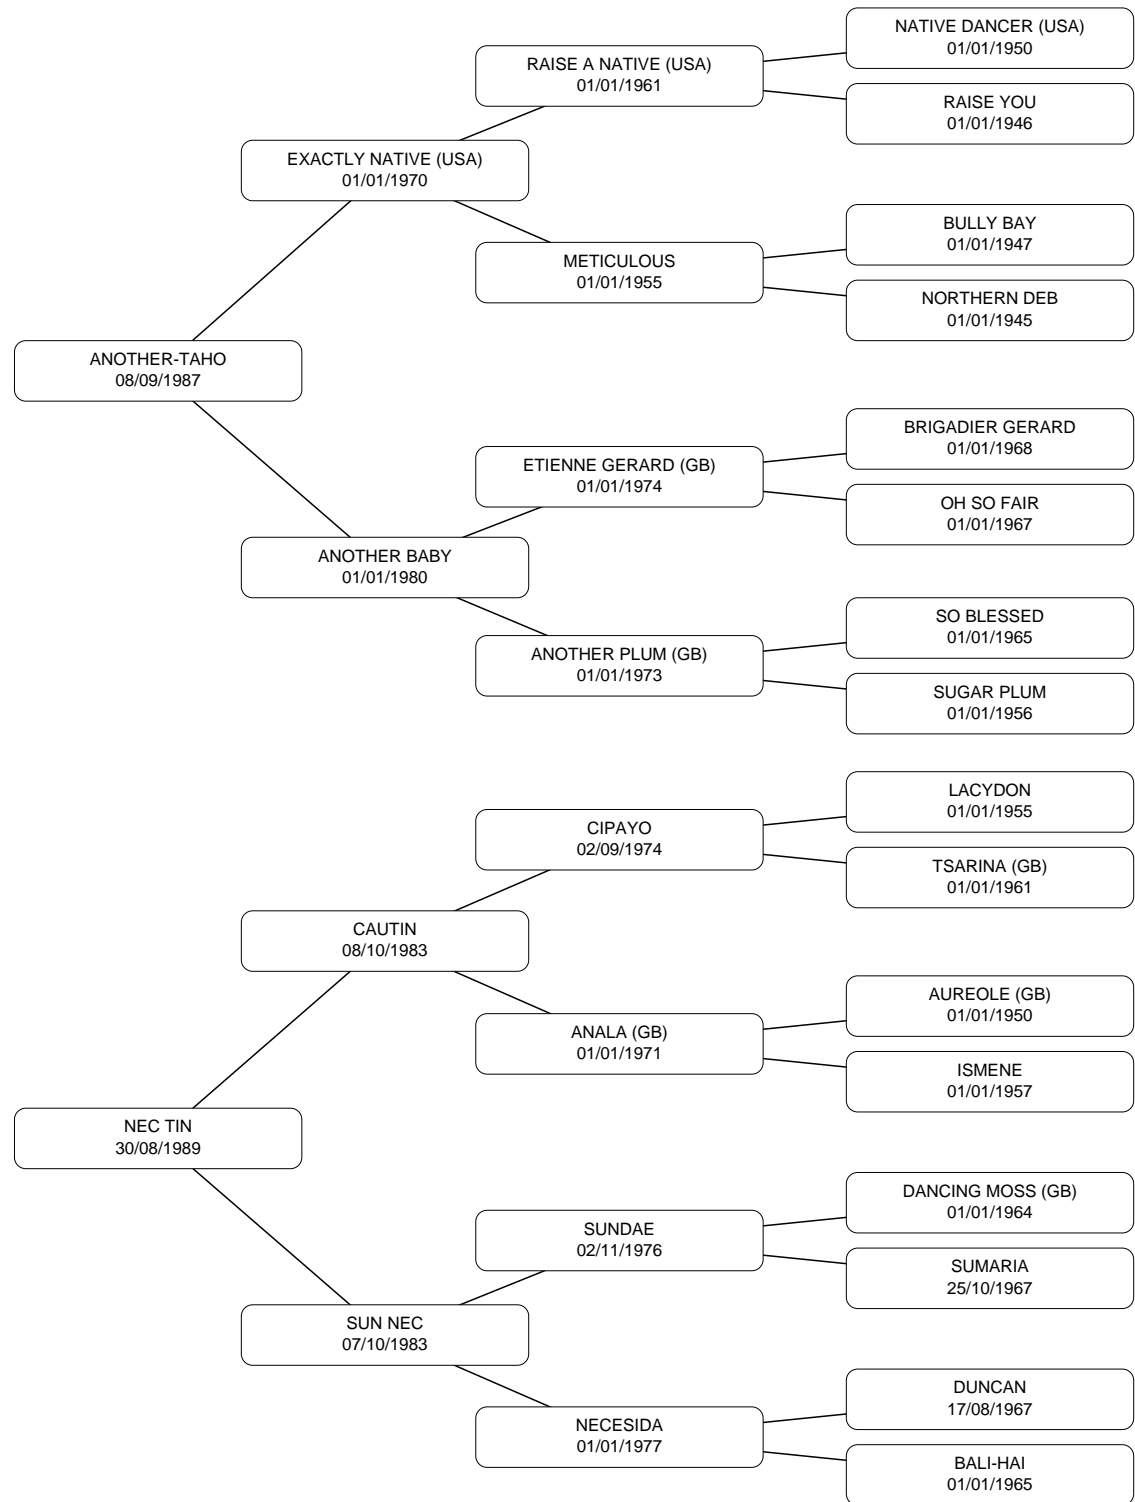 NATIVE DANCER (USA)
01/01/1950
RAISE A NATIVE (USA)
01/01/1961
RAISE YOU
01/01/1946
EXACTLY NATIVE (USA)
01/01/1970
BULLY BAY
01/01/1947
METICULOUS
01/01/1955
NORTHERN DEB
01/01/1945
ANOTHER-TAHO
08/09/1987
BRIGADIER GERARD
01/01/1968
ETIENNE GERARD (GB)
01/01/1974
OH SO FAIR
01/01/1967
ANOTHER BABY
01/01/1980
SO BLESSED
01/01/1965
ANOTHER PLUM (GB)
01/01/1973
SUGAR PLUM
01/01/1956
LACYDON
01/01/1955
CIPAYO
02/09/1974
TSARINA (GB)
01/01/1961
CAUTIN
08/10/1983
AUREOLE (GB)
01/01/1950
ANALA (GB)
01/01/1971
ISMENE
01/01/1957
NEC TIN
30/08/1989
DANCING MOSS (GB)
01/01/1964
SUNDAE
02/11/1976
SUMARIA
25/10/1967
SUN NEC
07/10/1983
DUNCAN
17/08/1967
NECESIDA
01/01/1977
BALI-HAI
01/01/1965